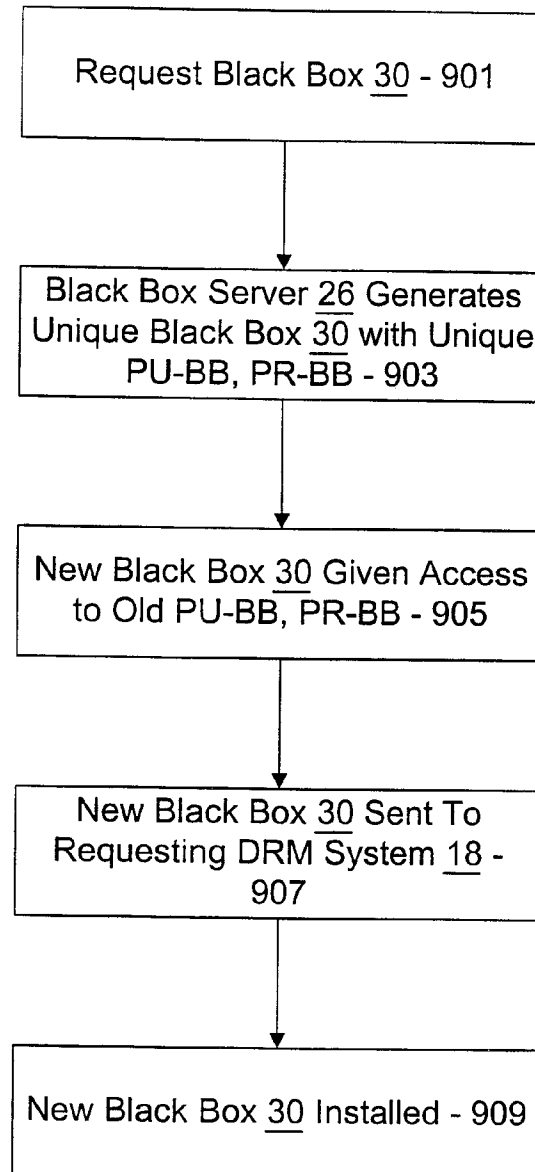 Request Black Box 30 - 901
Black Box Server 26 Generates
Unique Black Box 30 with Unique
PU-BB, PR-BB - 903
New Black Box 30 Given Access
to Old PU-BB, PR-BB - 905
New Black Box 30 Sent To
Requesting DRM System 18 -
907
New Black Box 30 Installed - 909